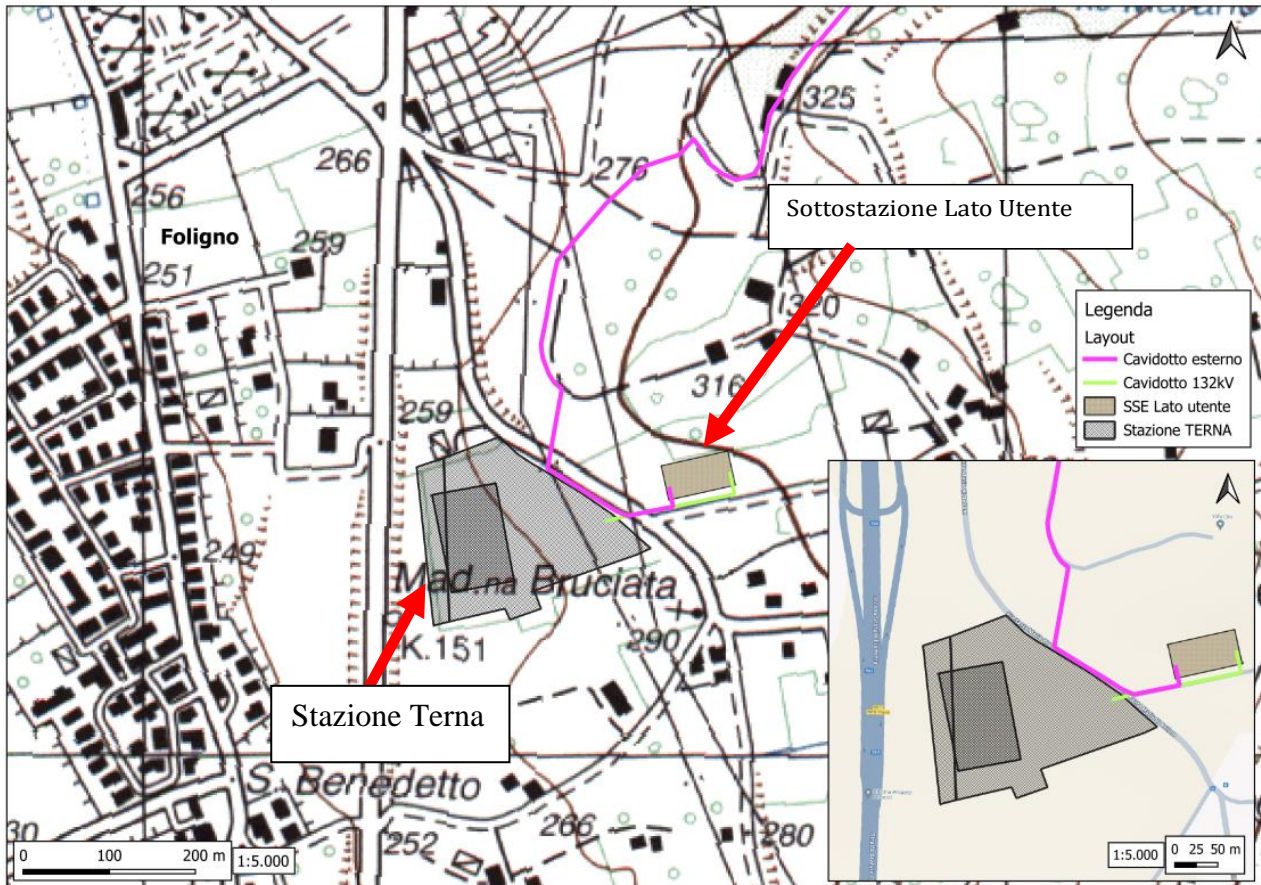 325
266
276
256
Sottostazione Lato Utente
Foligno
259
251
Legenda
Layout
Cavidotto esterno
Cavidotto 132kV
SSE Lato utente
Stazione TERNA
320
316
259
249
Mad.na Bruciata
K.151
290
Stazione Terna
S. Benedetto
252
266
280
0 100 200 m
1:5.000
1:5.000
0 25 50 m